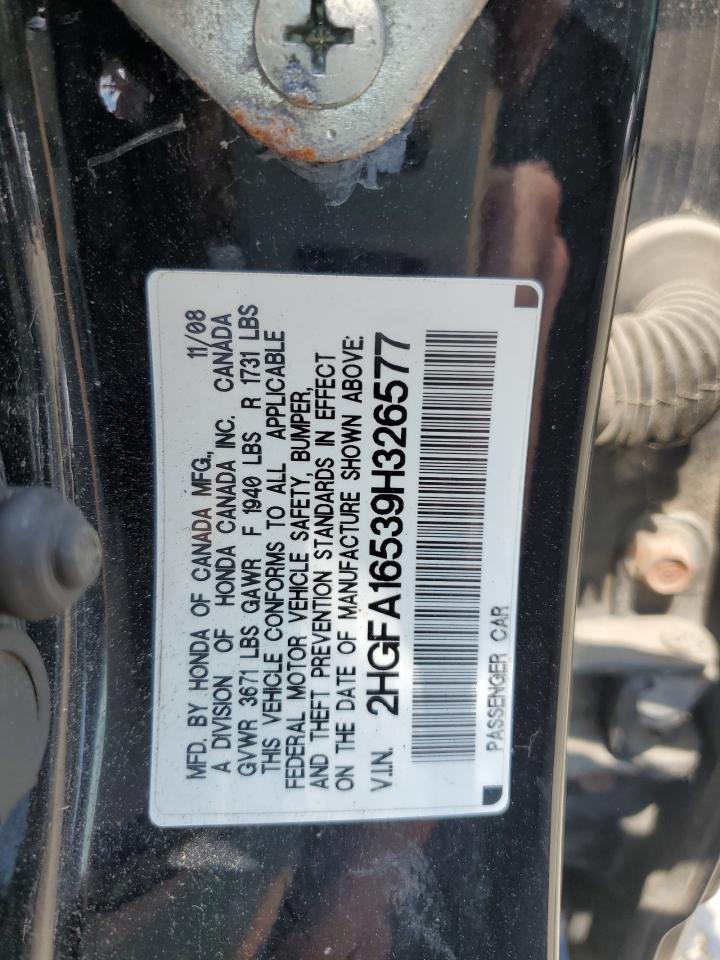 MFD. BY HONDA OF CANADA MFG., 11/08
A DIVISION OF HONDA CANADA INC. CANADA
GVWR 3671 LBS GAWR F 1940 LBS R 1731 LBS
THIS VEHICLE CONFORMS TO ALL APPLICABLE
FEDERAL MOTOR VEHICLE SAFETY, BUMPER,
AND THEFT PREVENTION STANDARDS IN EFFECT
ON THE DATE OF MANUFACTURE SHOWN ABOVE:
V.I.N. 2HGFA16539H326577
PASSENGER CAR